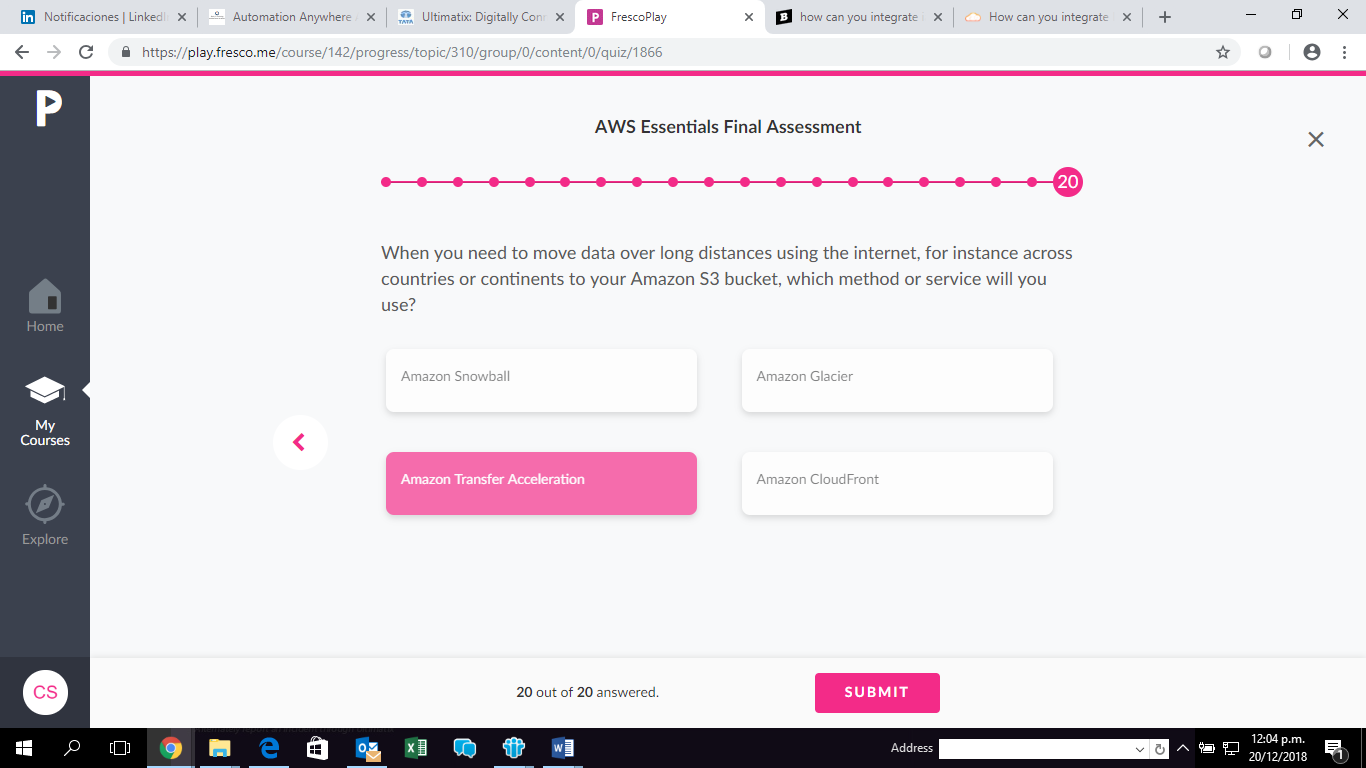 Notificaciones | LinkedI
Automation Anywhere
Ultimatix: Digitally Conn
FrescoPlay
how can you integrate
How can you integrate
https://play.fresco.me/course/142/progress/topic/310/group/0/content/0/quiz/1866
P
AWS Essentials Final Assessment
20
When you need to move data over long distances using the internet, for instance across
countries or continents to your Amazon S3 bucket, which method or service will you
use?
Home
Amazon Snowball
Amazon Glacier
My
Courses
Amazon Transfer Acceleration
Amazon CloudFront
Explore
CS
20 out of 20 answered.
SUBMIT
Address
12:04 p.m.
20/12/2018
1